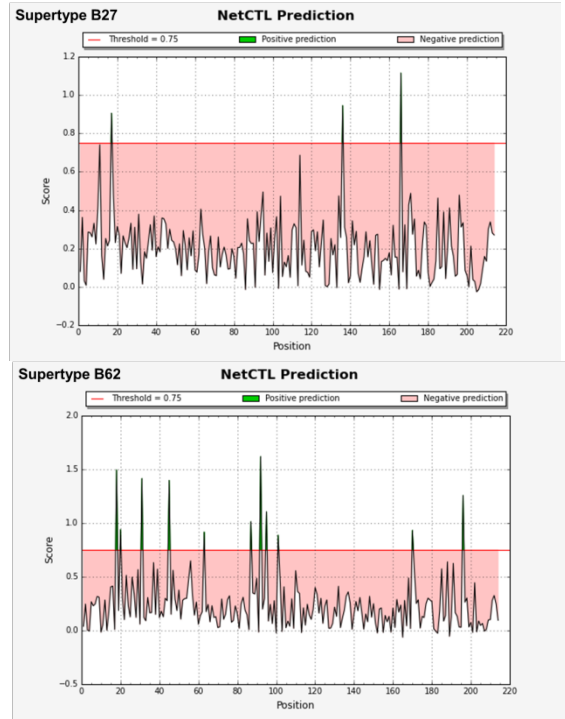 Supertype B27
NetCTL Prediction
Threshold = 0.75 Positive prediction Negative prediction
1.2
1.0
0.8
0.6
0.4
0.2
0.0
−0.2
Score
0 20 40 60 80 100 120 140 160 180 200 220
Position
Supertype B62
NetCTL Prediction
Threshold = 0.75 Positive prediction Negative prediction
2.0
1.5
1.0
0.5
0.0
−0.5
Score
0 20 40 60 80 100 120 140 160 180 200 220
Position